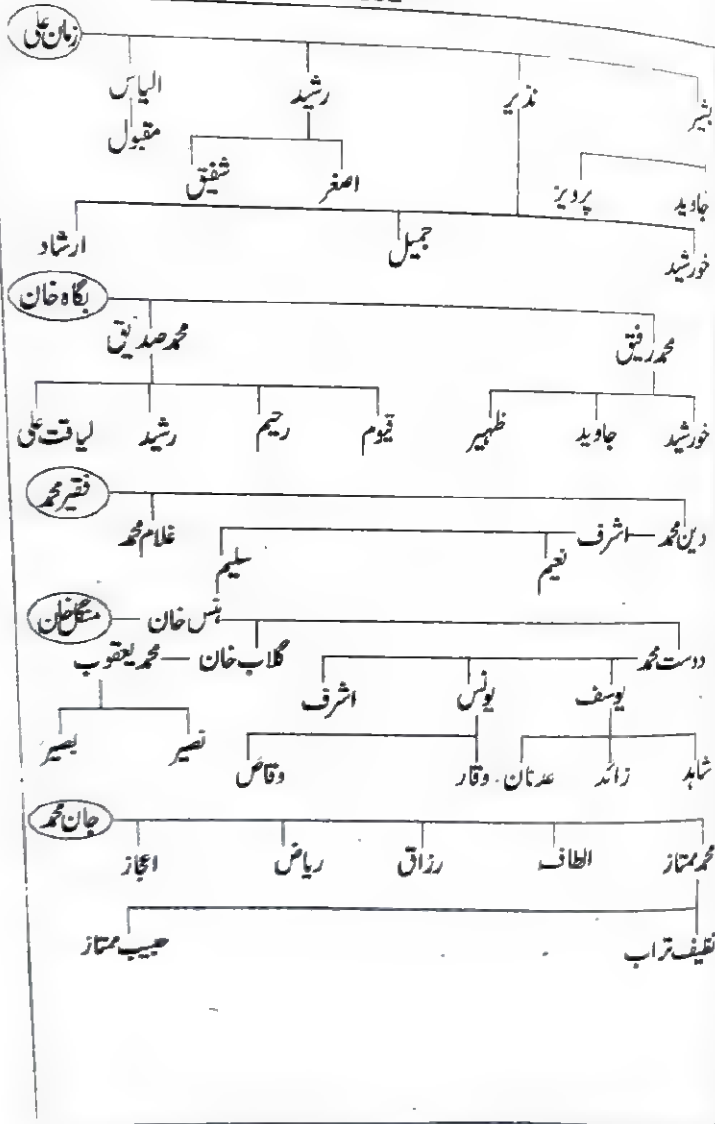 زمان علی
بشیر نذیر رشید الیاس
مقبول
جاوید پرویز اصغر شفیق
خورشید جمیل ارشاد
بگاہ خان
محمد رفیق محمد صدیق
خورشید جاوید ظہیر قیوم رحیم رشید لیاقت علی
فقیر محمد
دین محمد اشرف غلام محمد
نعیم سلیم
منگل خان ہنس خان
دوست محمد گلاب خان محمد یعقوب
یوسف یونس اشرف
نصیر بصیر
شاہد زائد عدنان وقار وقاص
جان محمد
محمد ممتاز الطاف رزاق ریاض اعجاز
نظیف تراب حبیب ممتاز